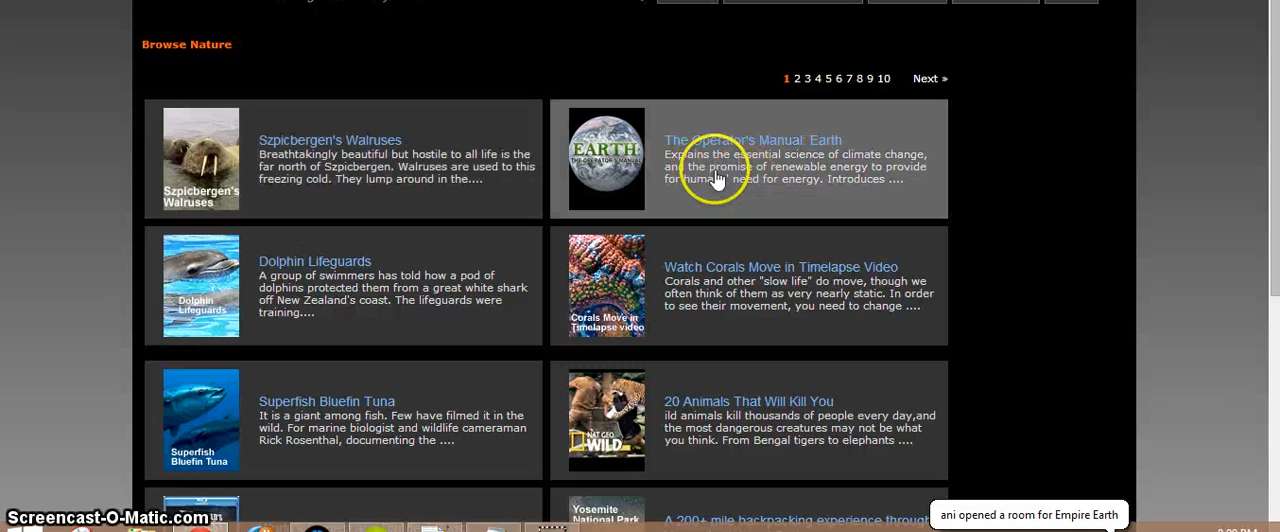 Browse Nature
1 2 3 4 5 6 7 8 9 10 Next »
Szpicbergen's Walruses
Szpicbergen's Walruses
Breathtakingly beautiful but hostile to all life is the
far north of Szpicbergen. Walruses are used to this
freezing cold. They lump around in the....
EARTH:
THE OPERATOR'S MANUAL
The Operator's Manual: Earth
Explains the essential science of climate change,
and the promise of renewable energy to provide
for humans' need for energy. Introduces ....
Dolphin
Lifeguards
Dolphin Lifeguards
A group of swimmers has told how a pod of
dolphins protected them from a great white shark
off New Zealand's coast. The lifeguards were
training....
Corals Move in
Timelapse video
Watch Corals Move in Timelapse Video
Corals and other "slow life" do move, though we
often think of them as very nearly static. In order
to see their movement, you need to change ....
Superfish
Bluefin Tuna
Superfish Bluefin Tuna
It is a giant among fish. Few have filmed it in the
wild. For marine biologist and wildlife cameraman
Rick Rosenthal, documenting the ....
NAT GEO
WILD
20 Animals That Will Kill You
ild animals kill thousands of people every day,and
the most dangerous creatures may not be what
you think. From Bengal tigers to elephants ....
Yosemite
National Park
A 200+ mile backpacking experience through
ani opened a room for Empire Earth
Screencast-O-Matic.com